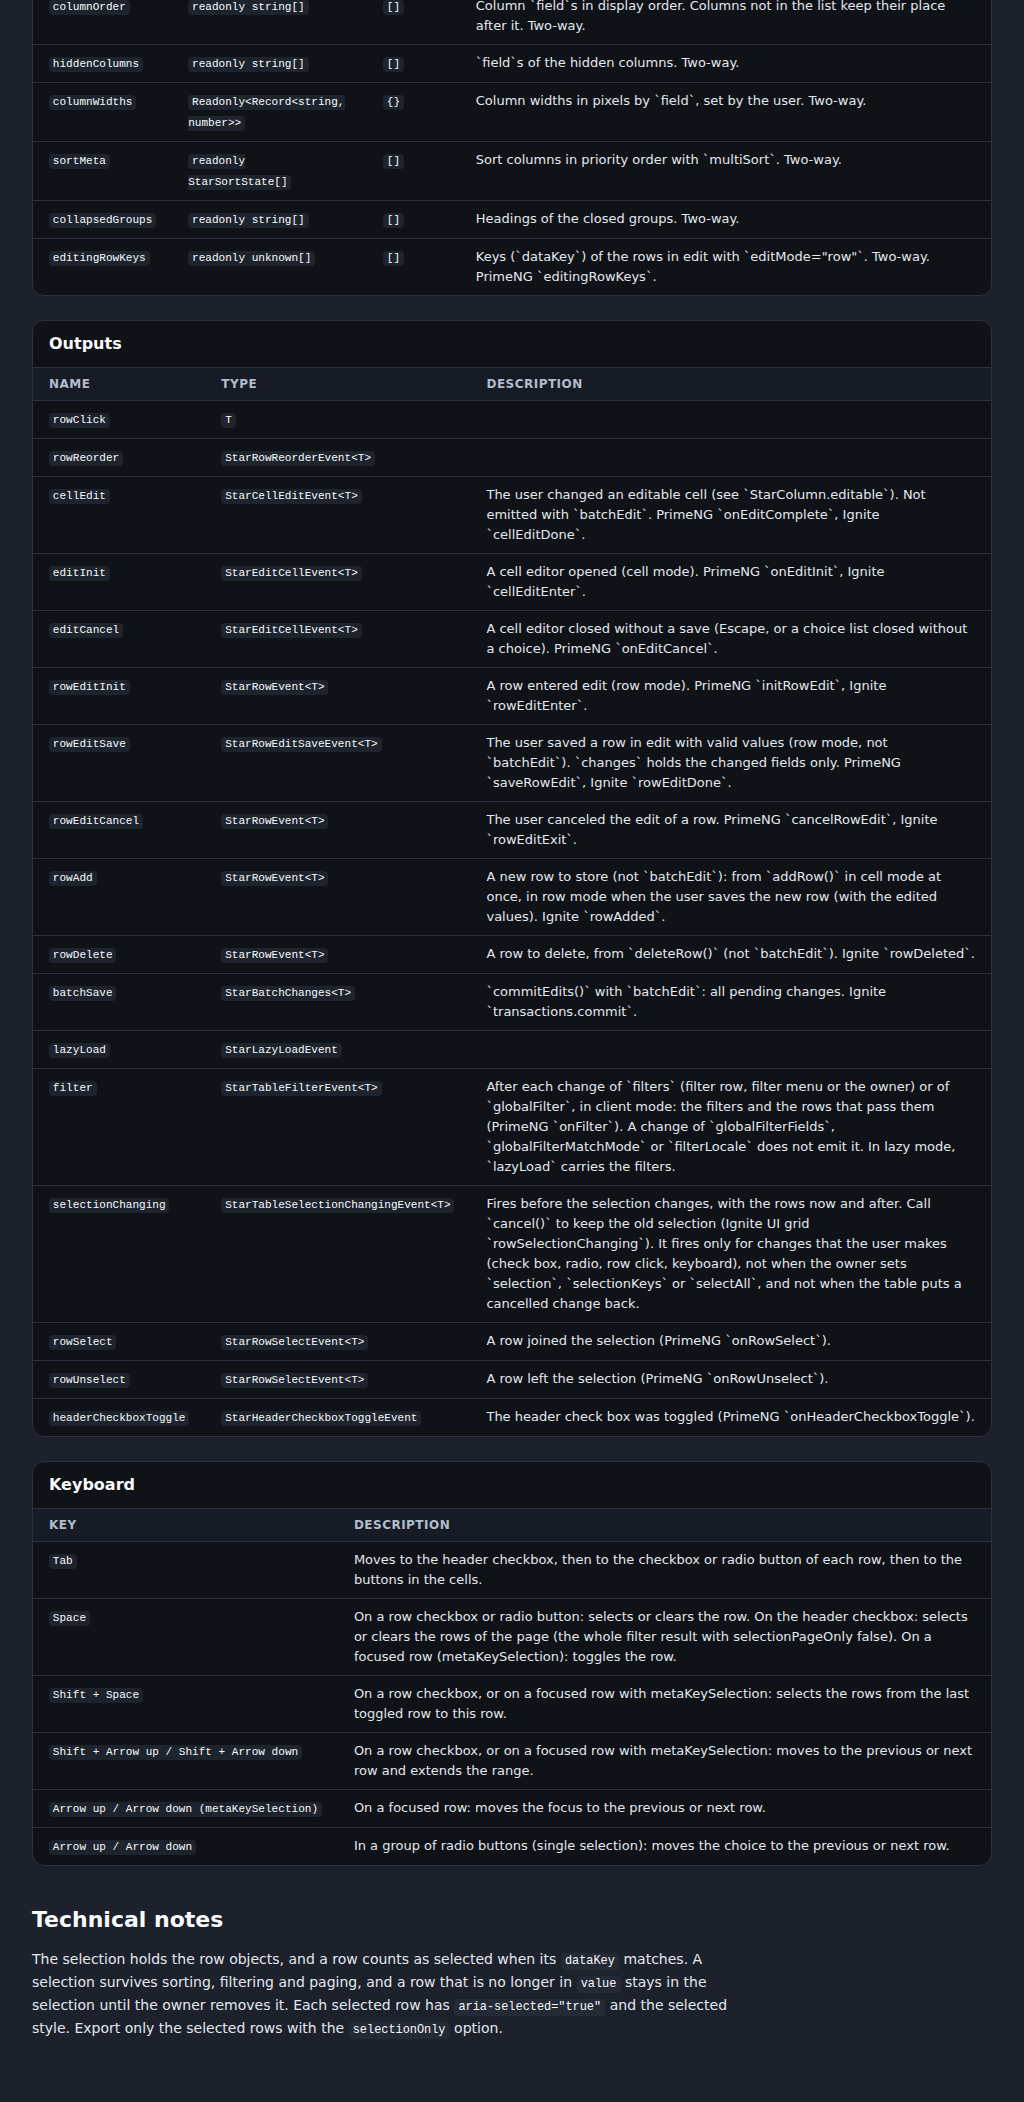 columnOrder readonly string[] [] Column `field`s in display order. Columns not in the list keep their place
after it. Two-way.
hiddenColumns readonly string[] [] `field`s of the hidden columns. Two-way.
columnWidths Readonly<Record<string, {} Column widths in pixels by `field`, set by the user. Two-way.
number>>
sortMeta readonly [] Sort columns in priority order with `multiSort`. Two-way.
StarSortState[]
collapsedGroups readonly string[] [] Headings of the closed groups. Two-way.
editingRowKeys readonly unknown[] [] Keys (`dataKey`) of the rows in edit with `editMode="row"`. Two-way.
PrimeNG `editingRowKeys`.
Outputs
NAME TYPE DESCRIPTION
rowClick T
rowReorder StarRowReorderEvent<T>
cellEdit StarCellEditEvent<T> The user changed an editable cell (see `StarColumn.editable`). Not
emitted with `batchEdit`. PrimeNG `onEditComplete`, Ignite
`cellEditDone`.
editInit StarEditCellEvent<T> A cell editor opened (cell mode). PrimeNG `onEditInit`, Ignite
`cellEditEnter`.
editCancel StarEditCellEvent<T> A cell editor closed without a save (Escape, or a choice list closed without
a choice). PrimeNG `onEditCancel`.
rowEditInit StarRowEvent<T> A row entered edit (row mode). PrimeNG `initRowEdit`, Ignite
`rowEditEnter`.
rowEditSave StarRowEditSaveEvent<T> The user saved a row in edit with valid values (row mode, not
`batchEdit`). `changes` holds the changed fields only. PrimeNG
`saveRowEdit`, Ignite `rowEditDone`.
rowEditCancel StarRowEvent<T> The user canceled the edit of a row. PrimeNG `cancelRowEdit`, Ignite
`rowEditExit`.
rowAdd StarRowEvent<T> A new row to store (not `batchEdit`): from `addRow()` in cell mode at
once, in row mode when the user saves the new row (with the edited
values). Ignite `rowAdded`.
rowDelete StarRowEvent<T> A row to delete, from `deleteRow()` (not `batchEdit`). Ignite `rowDeleted`.
batchSave StarBatchChanges<T> `commitEdits()` with `batchEdit`: all pending changes. Ignite
`transactions.commit`.
lazyLoad StarLazyLoadEvent
filter StarTableFilterEvent<T> After each change of `filters` (filter row, filter menu or the owner) or of
`globalFilter`, in client mode: the filters and the rows that pass them
(PrimeNG `onFilter`). A change of `globalFilterFields`,
`globalFilterMatchMode` or `filterLocale` does not emit it. In lazy mode,
`lazyLoad` carries the filters.
selectionChanging StarTableSelectionChangingEvent<T> Fires before the selection changes, with the rows now and after. Call
`cancel()` to keep the old selection (Ignite UI grid
`rowSelectionChanging`). It fires only for changes that the user makes
(check box, radio, row click, keyboard), not when the owner sets
`selection`, `selectionKeys` or `selectAll`, and not when the table puts a
cancelled change back.
rowSelect StarRowSelectEvent<T> A row joined the selection (PrimeNG `onRowSelect`).
rowUnselect StarRowSelectEvent<T> A row left the selection (PrimeNG `onRowUnselect`).
headerCheckboxToggle StarHeaderCheckboxToggleEvent The header check box was toggled (PrimeNG `onHeaderCheckboxToggle`).
Keyboard
KEY DESCRIPTION
Tab Moves to the header checkbox, then to the checkbox or radio button of each row, then to the
buttons in the cells.
Space On a row checkbox or radio button: selects or clears the row. On the header checkbox: selects
or clears the rows of the page (the whole filter result with selectionPageOnly false). On a
focused row (metaKeySelection): toggles the row.
Shift + Space On a row checkbox, or on a focused row with metaKeySelection: selects the rows from the last
toggled row to this row.
Shift + Arrow up / Shift + Arrow down On a row checkbox, or on a focused row with metaKeySelection: moves to the previous or next
row and extends the range.
Arrow up / Arrow down (metaKeySelection) On a focused row: moves the focus to the previous or next row.
Arrow up / Arrow down In a group of radio buttons (single selection): moves the choice to the previous or next row.
Technical notes
The selection holds the row objects, and a row counts as selected when its dataKey matches. A
selection survives sorting, filtering and paging, and a row that is no longer in value stays in the
selection until the owner removes it. Each selected row has aria-selected="true" and the selected
style. Export only the selected rows with the selectionOnly option.